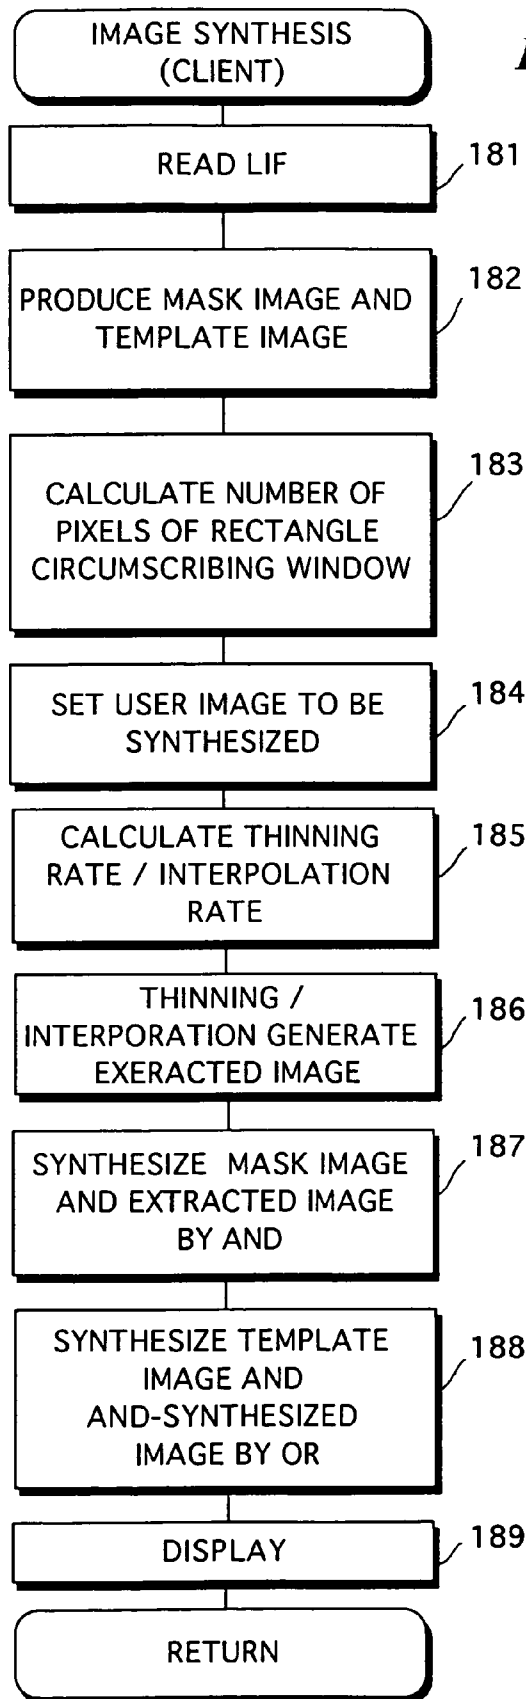 IMAGE SYNTHESIS
(CLIENT)
READ LIF
181
PRODUCE MASK IMAGE AND
TEMPLATE IMAGE
182
CALCULATE NUMBER OF
PIXELS OF RECTANGLE
CIRCUMSCRIBING WINDOW
183
SET USER IMAGE TO BE
SYNTHESIZED
184
CALCULATE THINNING
RATE / INTERPOLATION
RATE
185
THINNING /
INTERPORATION GENERATE
EXERACTED IMAGE
186
SYNTHESIZE MASK IMAGE
AND EXTRACTED IMAGE
BY AND
187
SYNTHESIZE TEMPLATE
IMAGE AND
AND-SYNTHESIZED
IMAGE BY OR
188
DISPLAY
189
RETURN